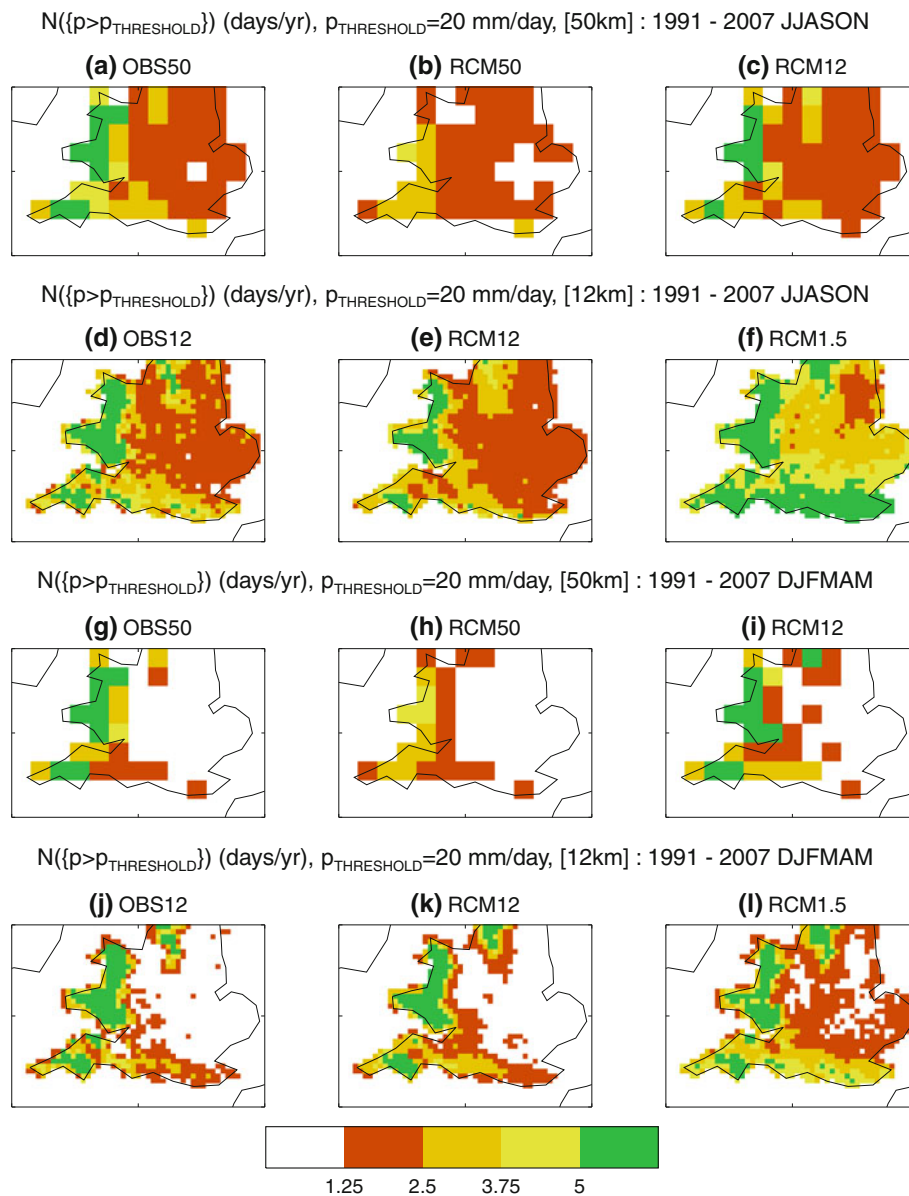 N({p>pTHRESHOLD}) (days/yr), pTHRESHOLD=20 mm/day, [50km] : 1991 - 2007 JJASON
(a) OBS50
(b) RCM50
(c) RCM12
N({p>pTHRESHOLD}) (days/yr), pTHRESHOLD=20 mm/day, [12km] : 1991 - 2007 JJASON
(d) OBS12
(e) RCM12
(f) RCM1.5
N({p>pTHRESHOLD}) (days/yr), pTHRESHOLD=20 mm/day, [50km] : 1991 - 2007 DJFMAM
(g) OBS50
(h) RCM50
(i) RCM12
N({p>pTHRESHOLD}) (days/yr), pTHRESHOLD=20 mm/day, [12km] : 1991 - 2007 DJFMAM
(j) OBS12
(k) RCM12
(l) RCM1.5
1.25 2.5 3.75 5